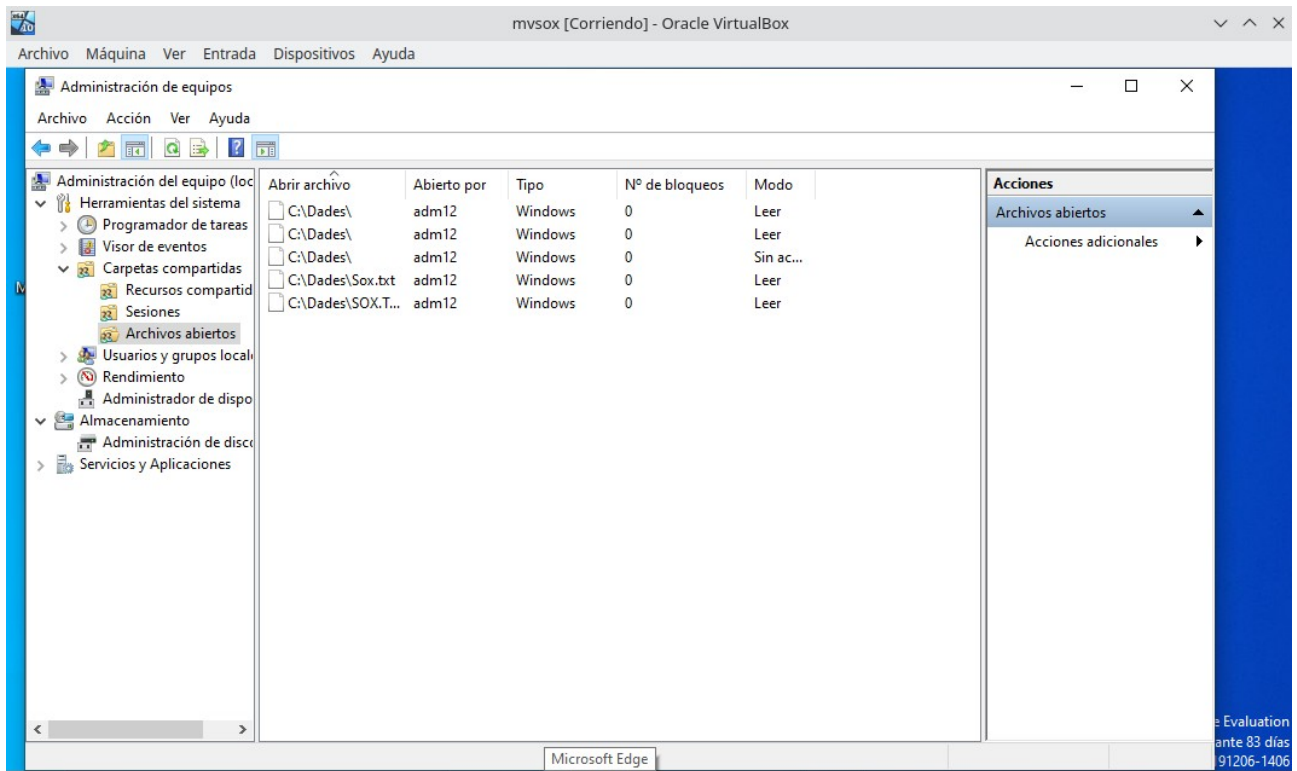 mvsox [Corriendo] - Oracle VirtualBox
Archivo Máquina Ver Entrada Dispositivos Ayuda
Administración de equipos
Archivo Acción Ver Ayuda
Administración del equipo (loc
Herramientas del sistema
Programador de tareas
Visor de eventos
Carpetas compartidas
Recursos compartid
Sesiones
Archivos abiertos
Usuarios y grupos local
Rendimiento
Administrador de dispo
Almacenamiento
Administración de disc
Servicios y Aplicaciones
Abrir archivo Abierto por Tipo Nº de bloqueos Modo
C:\Dades\ adm12 Windows 0 Leer
C:\Dades\ adm12 Windows 0 Leer
C:\Dades\ adm12 Windows 0 Sin ac...
C:\Dades\Sox.txt adm12 Windows 0 Leer
C:\Dades\SOX.T... adm12 Windows 0 Leer
Acciones
Archivos abiertos
Acciones adicionales
Microsoft Edge
e Evaluation
ante 83 días
91206-1406